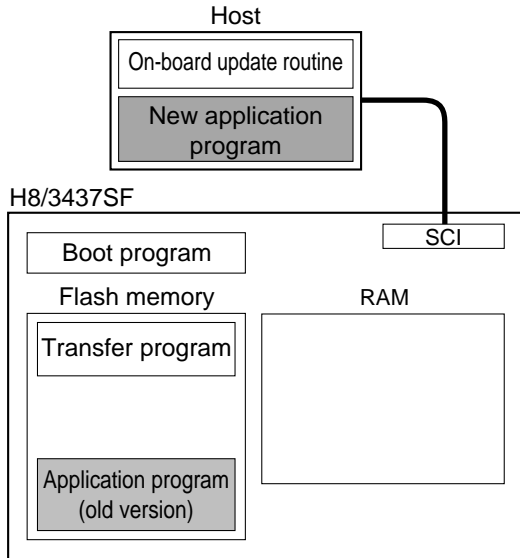 Host
On-board update routine
New application
program
H8/3437SF
SCI
Boot program
Flash memory
RAM
Transfer program
Application program
(old version)